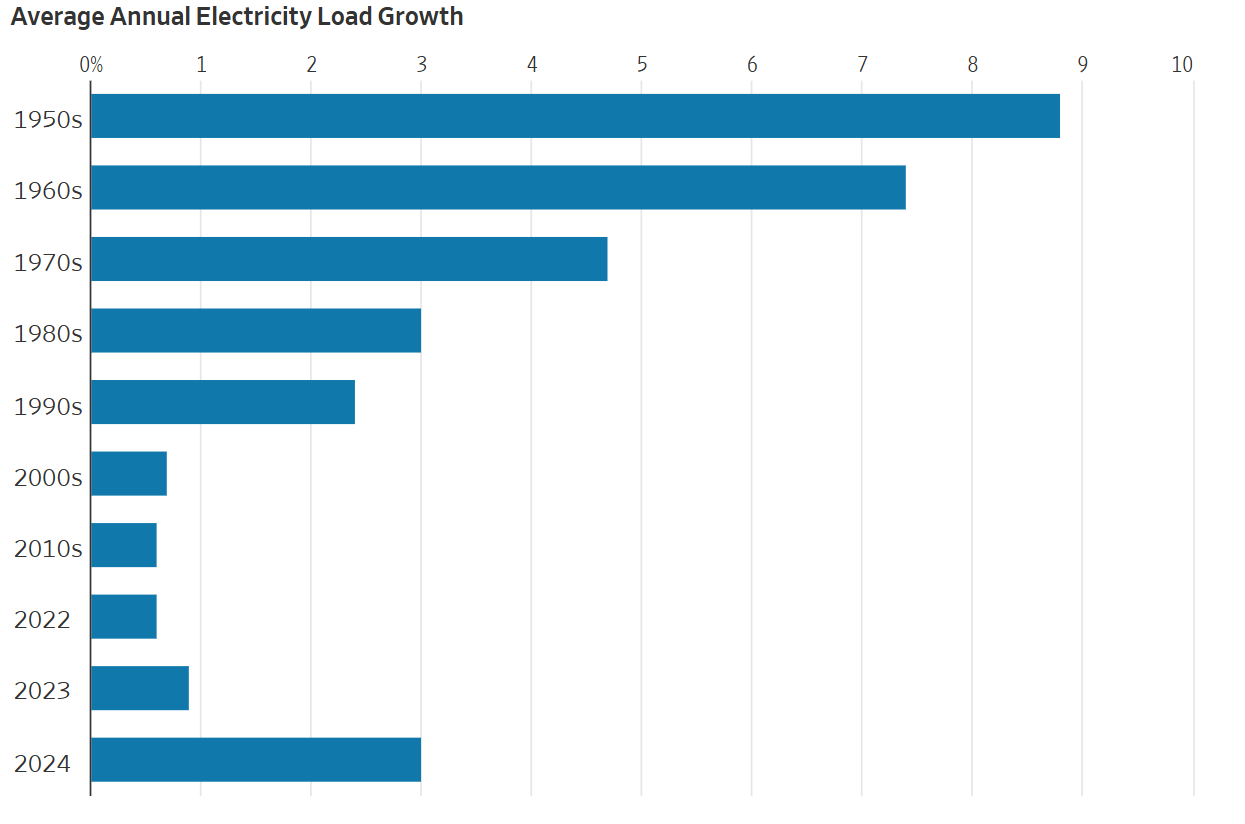 Average Annual Electricity Load Growth
0% 1 2 3 4 5 6 7 8 9 10
1950s
1960s
1970s
1980s
1990s
2000s
2010s
2022
2023
2024